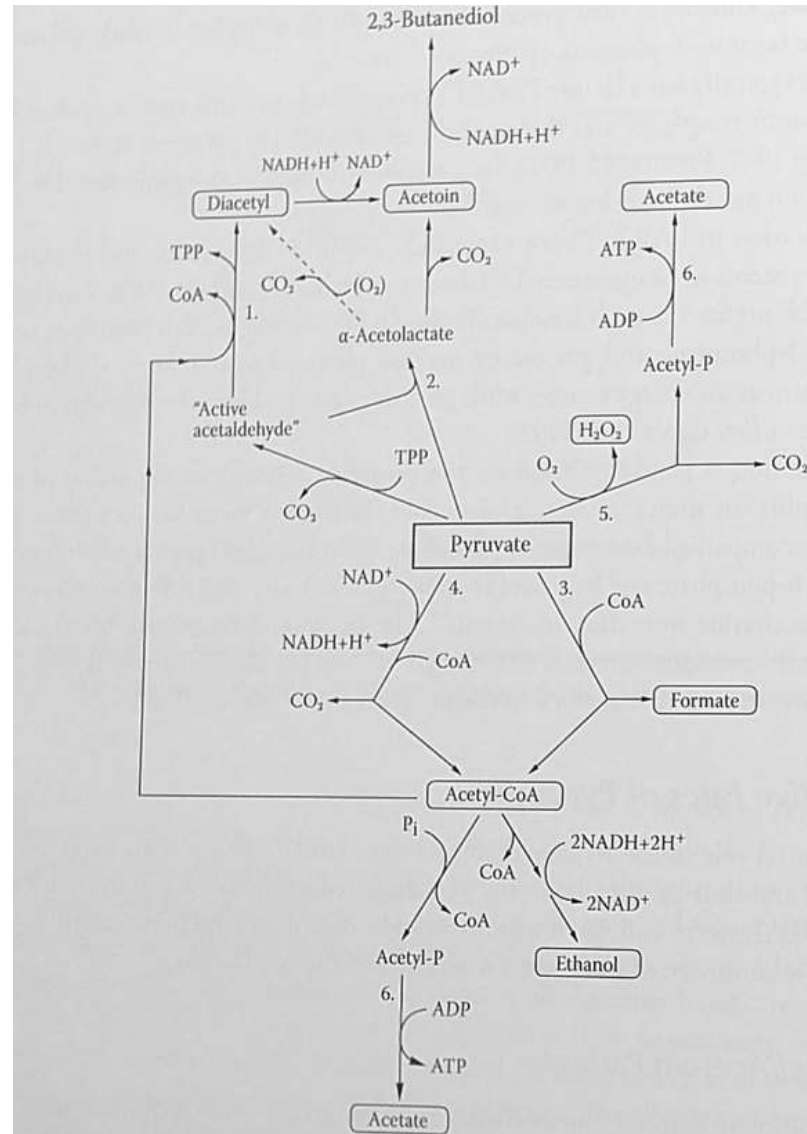 2,3-Butanediol
NAD⁺
NADH+H⁺
NADH+H⁺ NAD⁺
Diacetyl
Acetoin
Acetate
TPP
CoA
1.
CO₂
(O₂)
CO₂
α-Acetolactate
ATP
6.
ADP
Acetyl-P
2.
"Active
acetaldehyde"
TPP
CO₂
H₂O₂
O₂
5.
CO₂
Pyruvate
NAD⁺
4.
3.
CoA
NADH+H⁺
CoA
CO₂
Formate
Acetyl-CoA
Pi
CoA
2NADH+2H⁺
2NAD⁺
CoA
Acetyl-P
Ethanol
6.
ADP
ATP
Acetate